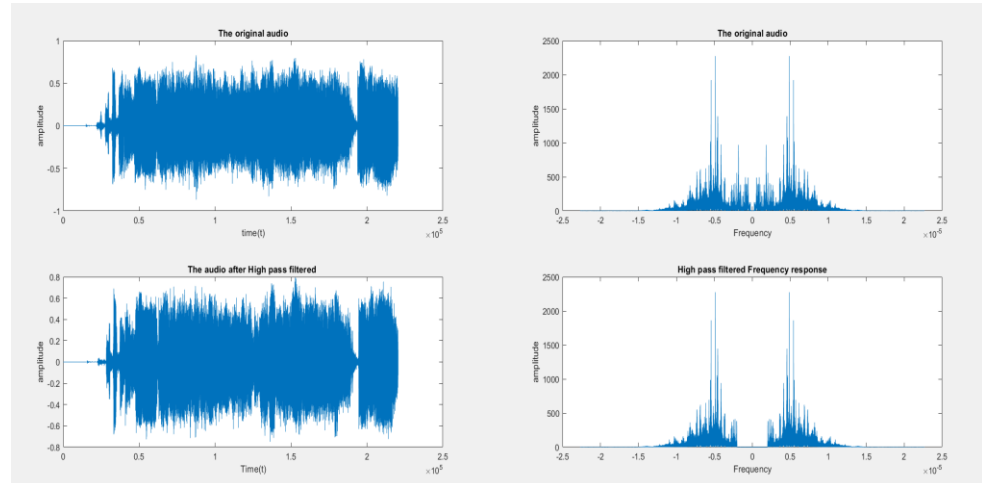 The original audio
1
0.5
0
-0.5
-1
amplitude
0 0.5 1 1.5 2 2.5
×10^5
time(t)
The original audio
2500
2000
1500
1000
500
0
amplitude
-2.5 -2 -1.5 -1 -0.5 0 0.5 1 1.5 2 2.5
×10^-5
Frequency
The audio after High pass filtered
0.8
0.6
0.4
0.2
0
-0.2
-0.4
-0.6
-0.8
amplitude
0 0.5 1 1.5 2 2.5
×10^5
Time(t)
High pass filtered Frequency response
2500
2000
1500
1000
500
0
amplitude
-2.5 -2 -1.5 -1 -0.5 0 0.5 1 1.5 2 2.5
×10^-5
Frequency